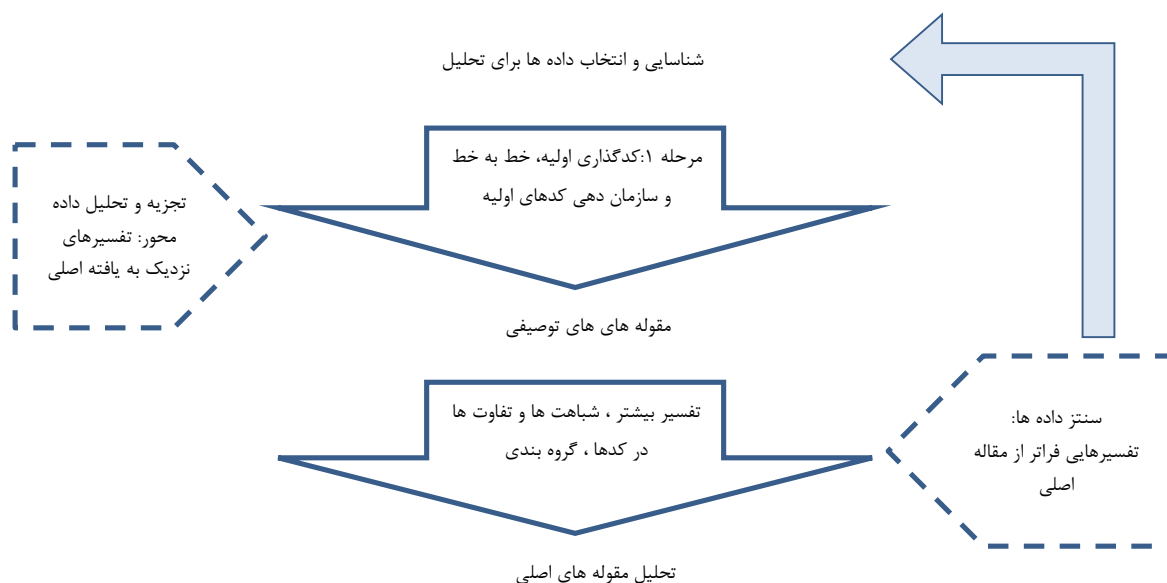 شناسایی و انتخاب داده ها برای تحلیل
مرحله ۱:کدگذاری اولیه، خط به خط
و سازمان دهی کدهای اولیه
تجزیه و تحلیل داده
محور: تفسیرهای
نزدیک به یافته اصلی
مقوله های های توصیفی
تفسیر بیشتر ، شباهت ها و تفاوت ها
در کدها ، گروه بندی
سنتز داده ها:
تفسیرهایی فراتر از مقاله
اصلی
تحلیل مقوله های اصلی